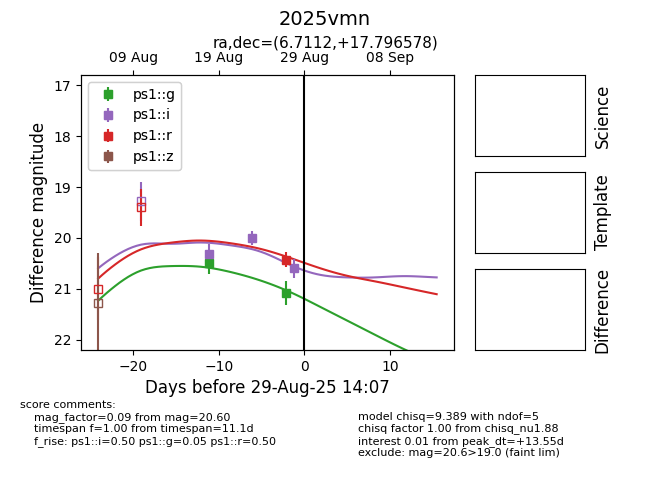 2025vmn
ra,dec=(6.7112,+17.796578)
09 Aug 19 Aug 29 Aug 08 Sep
17
18
19
20
21
22
Difference magnitude
ps1::g
ps1::i
ps1::r
ps1::z
−20 −10 0 10
Days before 29-Aug-25 14:07
Science
Template
Difference
score comments:
mag_factor=0.09 from mag=20.60
timespan f=1.00 from timespan=11.1d
f_rise: ps1::i=0.50 ps1::g=0.05 ps1::r=0.50
model chisq=9.389 with ndof=5
chisq factor 1.00 from chisq_nu1.88
interest 0.01 from peak_dt=+13.55d
exclude: mag=20.6>19.0 (faint lim)